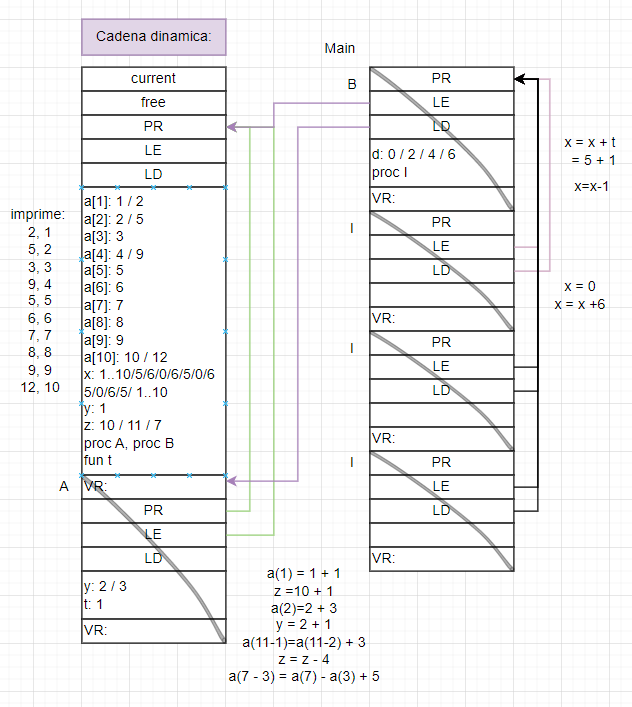 Cadena dinamica:
Main
current
free
PR
LE
LD
a[1]: 1 / 2
a[2]: 2 / 5
a[3]: 3
a[4]: 4 / 9
a[5]: 5
a[6]: 6
a[7]: 7
a[8]: 8
a[9]: 9
a[10]: 10 / 12
x: 1..10/5/6/0/6/5/0/6
5/0/6/5/ 1..10
y: 1
z: 10 / 11 / 7
proc A, proc B
fun t
imprime:
2, 1
5, 2
3, 3
9, 4
5, 5
6, 6
7, 7
8, 8
9, 9
12, 10
A
VR:
PR
LE
LD
y: 2 / 3
t: 1
VR:
a(1) = 1 + 1
z =10 + 1
a(2)=2 + 3
y = 2 + 1
a(11-1)=a(11-2) + 3
z = z - 4
a(7 - 3) = a(7) - a(3) + 5
B
PR
LE
LD
d: 0 / 2 / 4 / 6
proc I
VR:
I
PR
LE
LD
VR:
I
PR
LE
LD
VR:
I
PR
LE
LD
VR:
x = x + t
= 5 + 1
x=x-1
x = 0
x = x +6